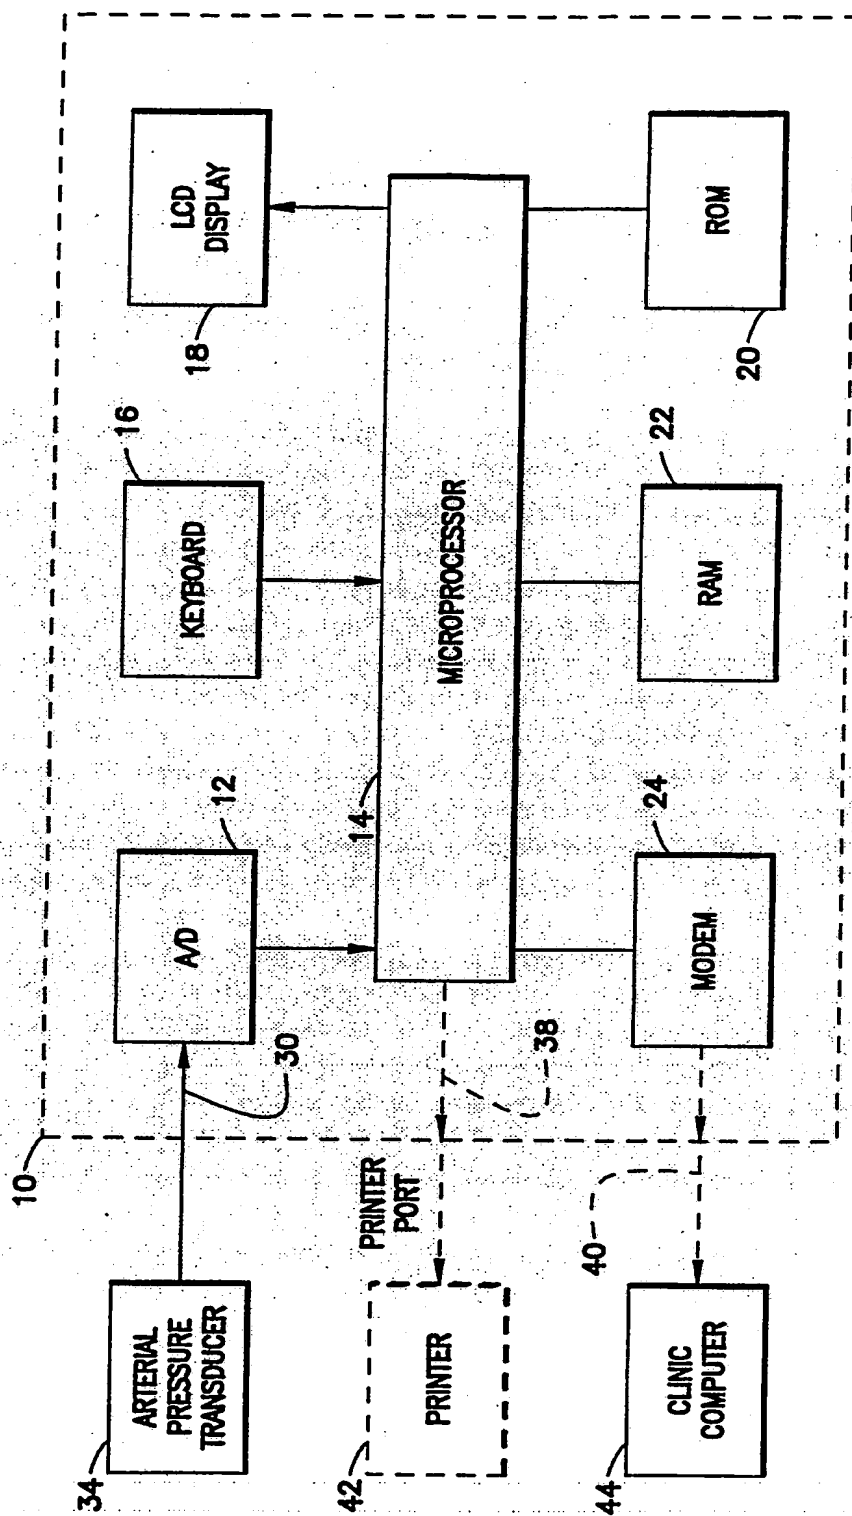 10
34
ARTERIAL
PRESSURE
TRANSDUCER
30
A/D
12
KEYBOARD
16
LCD
DISPLAY
18
14
MICROPROCESSOR
38
PRINTER
PORT
42
PRINTER
40
44
CLINIC
COMPUTER
MODEM
24
RAM
22
ROM
20